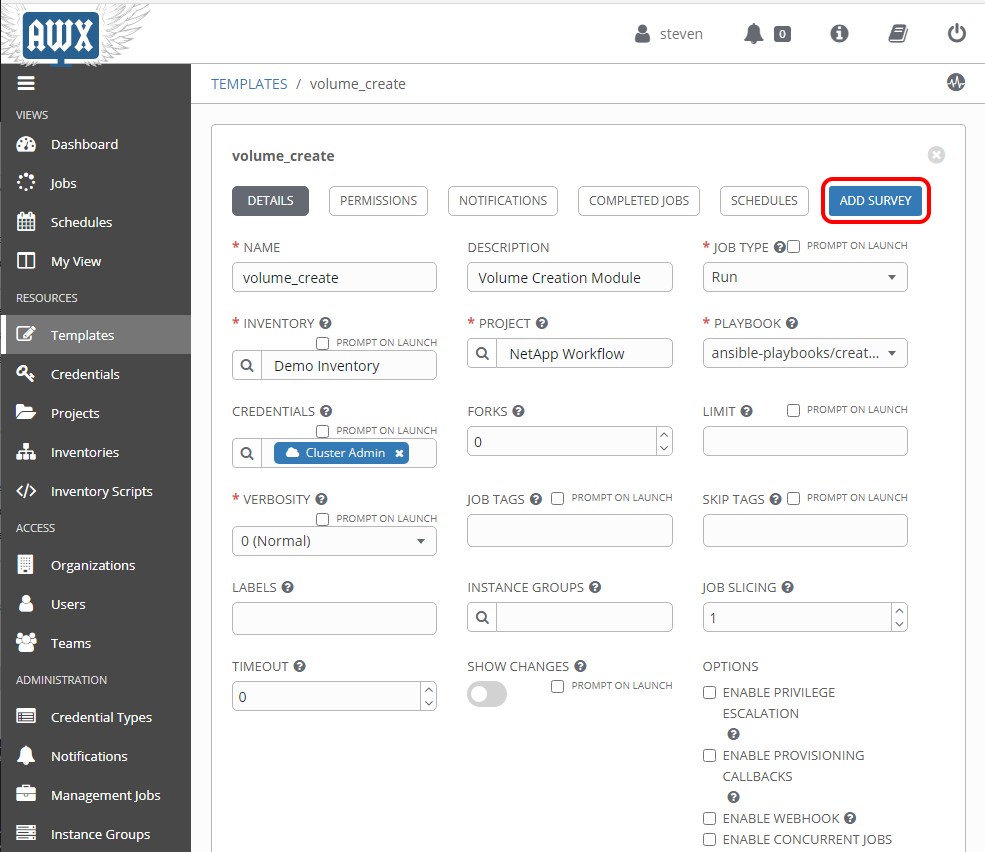 AWX
steven
0
TEMPLATES / volume_create
VIEWS
Dashboard
Jobs
Schedules
My View
RESOURCES
Templates
Credentials
Projects
Inventories
Inventory Scripts
ACCESS
Organizations
Users
Teams
ADMINISTRATION
Credential Types
Notifications
Management Jobs
Instance Groups
volume_create
DETAILS PERMISSIONS NOTIFICATIONS COMPLETED JOBS SCHEDULES ADD SURVEY
* NAME
volume_create
DESCRIPTION
Volume Creation Module
* JOB TYPE PROMPT ON LAUNCH
Run
* INVENTORY
PROMPT ON LAUNCH
Demo Inventory
* PROJECT
NetApp Workflow
* PLAYBOOK
ansible-playbooks/creat...
CREDENTIALS
PROMPT ON LAUNCH
Cluster Admin
FORKS
0
LIMIT PROMPT ON LAUNCH
* VERBOSITY
PROMPT ON LAUNCH
0 (Normal)
JOB TAGS PROMPT ON LAUNCH
SKIP TAGS PROMPT ON LAUNCH
LABELS
INSTANCE GROUPS
JOB SLICING
1
TIMEOUT
0
SHOW CHANGES
PROMPT ON LAUNCH
OPTIONS
ENABLE PRIVILEGE
ESCALATION
ENABLE PROVISIONING
CALLBACKS
ENABLE WEBHOOK
ENABLE CONCURRENT JOBS